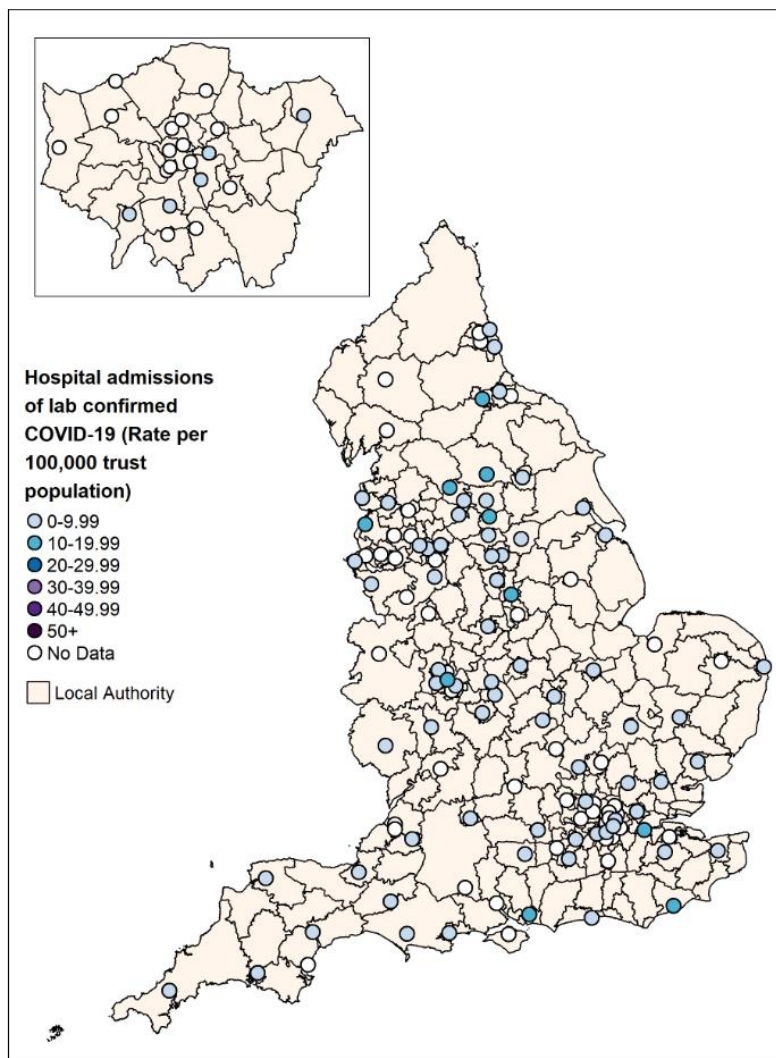 Hospital admissions
of lab confirmed
COVID-19 (Rate per
100,000 trust
population)
0-9.99
10-19.99
20-29.99
30-39.99
40-49.99
50+
No Data
Local Authority